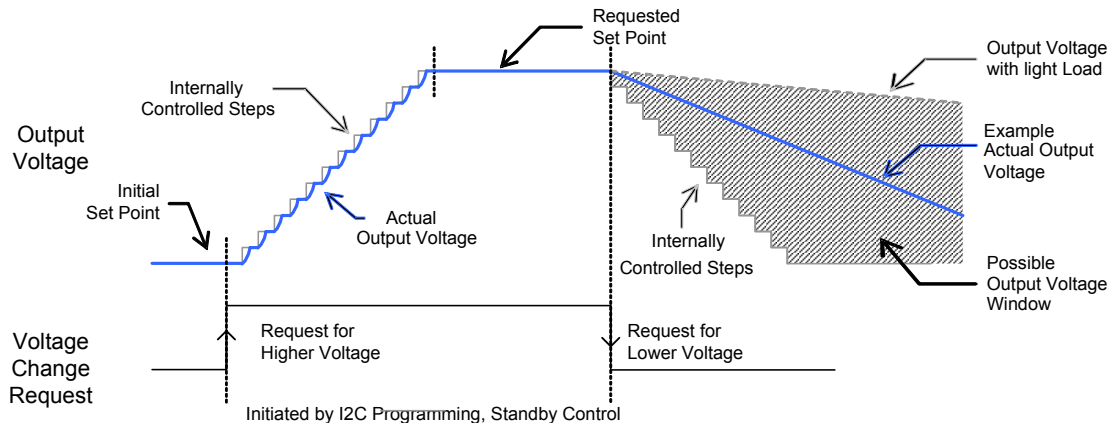 Requested
Set Point
Output Voltage
with light Load
Internally
Controlled Steps
Output
Voltage
Example
Actual Output
Voltage
Initial
Set Point
Actual
Output Voltage
Internally
Controlled Steps
Possible
Output Voltage
Window
Voltage
Change
Request
Request for
Higher Voltage
Request for
Lower Voltage
Initiated by I2C Programming, Standby Control